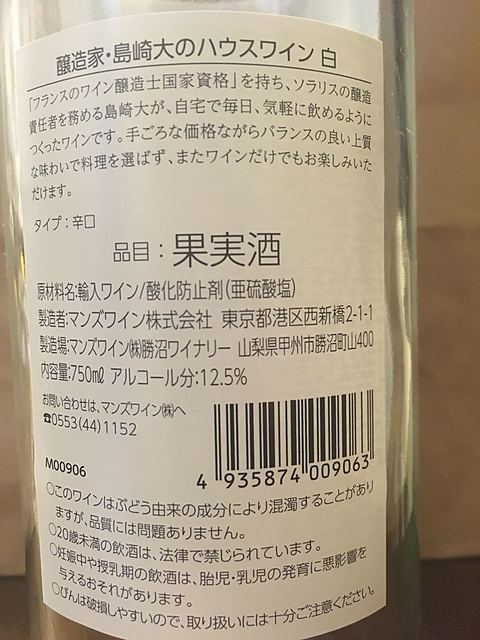 醸造家・島崎大のハウスワイン 白
「フランスのワイン醸造士国家資格」を持ち、ソラリスの醸造
責任者を務める島崎大が、自宅で毎日、気軽に飲めるように
つくったワインです。手ごろな価格ながらバランスの良い上質
な味わいで料理を選ばず、またワインだけでもお楽しみいた
だけます。
タイプ：辛口
品目：果実酒
原材料名:輸入ワイン/酸化防止剤(亜硫酸塩)
製造者:マンズワイン株式会社 東京都港区西新橋2-1-1
製造場:マンズワイン㈱勝沼ワイナリー 山梨県甲州市勝沼町山400
内容量:750㎖ アルコール分:12.5%
お問い合わせは、マンズワイン㈱へ
☎0553(44)1152
M00906
4 935874 009063
○このワインはぶどう由来の成分により混濁することがあり
ますが、品質には問題ありません。
○20歳未満の飲酒は、法律で禁じられています。
○妊娠中や授乳期の飲酒は、胎児・乳児の発育に悪影響を
与えるおそれがあります。
○びんは破損しやすいので、取り扱いには十分ご注意ください。